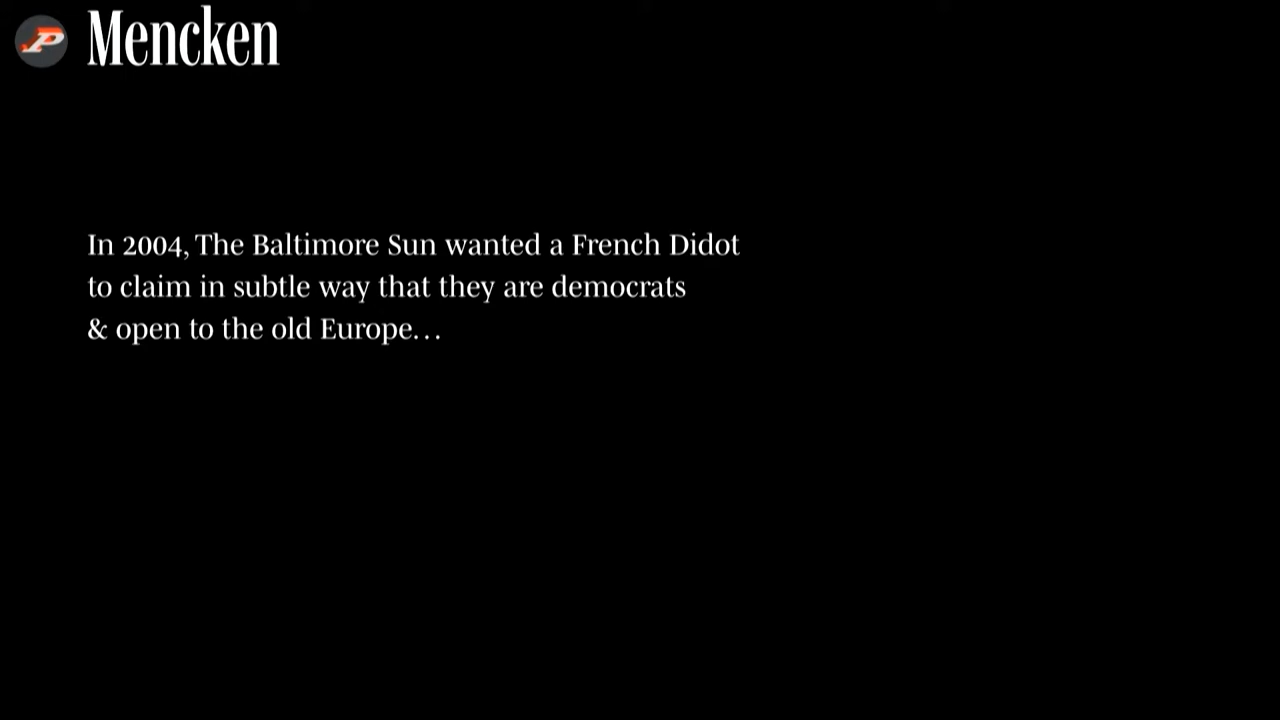 Mencken
In 2004, The Baltimore Sun wanted a French Didot
to claim in subtle way that they are democrats
& open to the old Europe…